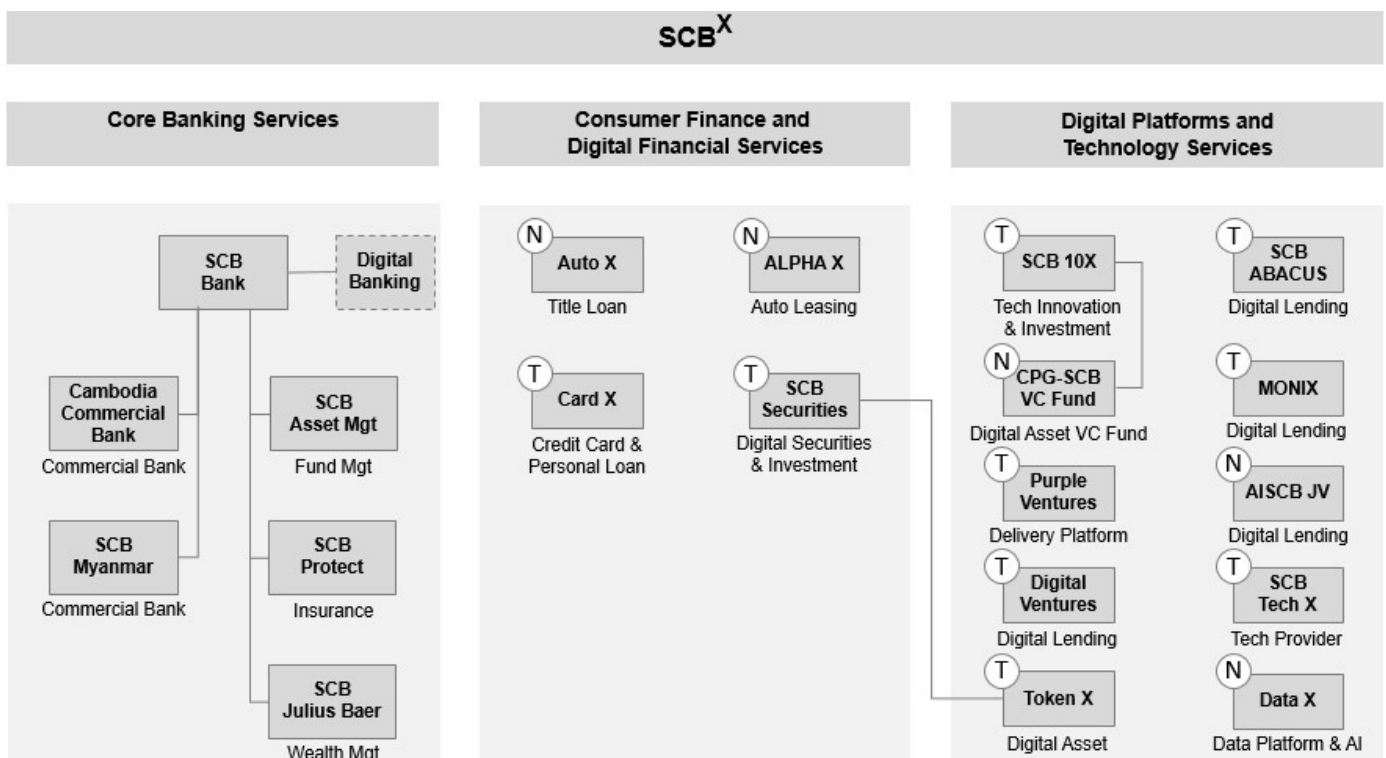 SCBX
Core Banking Services
SCB
Bank
Digital
Banking
Cambodia
Commercial
Bank
Commercial Bank
SCB
Asset Mgt
Fund Mgt
SCB
Myanmar
Commercial Bank
SCB
Protect
Insurance
SCB
Julius Baer
Wealth Mgt
Consumer Finance and
Digital Financial Services
N
Auto X
Title Loan
N
ALPHA X
Auto Leasing
T
Card X
Credit Card &
Personal Loan
T
SCB
Securities
Digital Securities
& Investment
Digital Platforms and
Technology Services
T
SCB 10X
Tech Innovation
& Investment
T
SCB
ABACUS
Digital Lending
N
CPG-SCB
VC Fund
Digital Asset VC Fund
T
MONIX
Digital Lending
T
Purple
Ventures
Delivery Platform
N
AISCB JV
Digital Lending
T
Digital
Ventures
Digital Lending
T
SCB
Tech X
Tech Provider
T
Token X
Digital Asset
N
Data X
Data Platform & AI